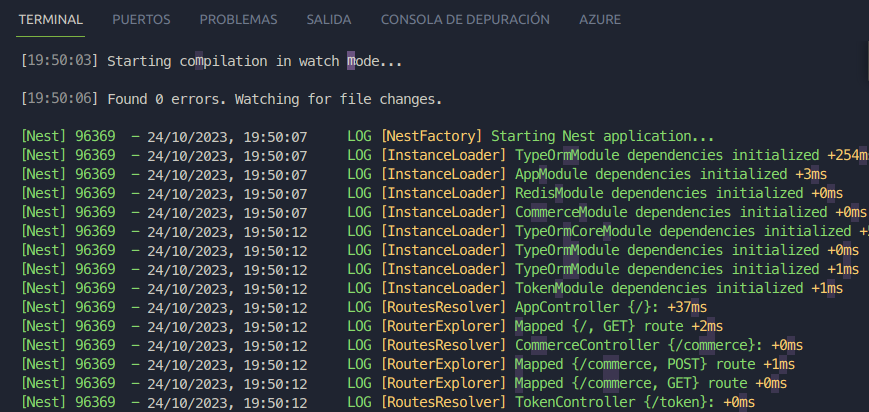 TERMINAL PUERTOS PROBLEMAS SALIDA CONSOLA DE DEPURACIÓN AZURE
[19:50:03] Starting compilation in watch mode...
[19:50:06] Found 0 errors. Watching for file changes.
[Nest] 96369 - 24/10/2023, 19:50:07 LOG [NestFactory] Starting Nest application...
[Nest] 96369 - 24/10/2023, 19:50:07 LOG [InstanceLoader] TypeOrmModule dependencies initialized +254ms
[Nest] 96369 - 24/10/2023, 19:50:07 LOG [InstanceLoader] AppModule dependencies initialized +3ms
[Nest] 96369 - 24/10/2023, 19:50:07 LOG [InstanceLoader] RedisModule dependencies initialized +0ms
[Nest] 96369 - 24/10/2023, 19:50:07 LOG [InstanceLoader] CommerceModule dependencies initialized +0ms
[Nest] 96369 - 24/10/2023, 19:50:12 LOG [InstanceLoader] TypeOrmCoreModule dependencies initialized
[Nest] 96369 - 24/10/2023, 19:50:12 LOG [InstanceLoader] TypeOrmModule dependencies initialized +0ms
[Nest] 96369 - 24/10/2023, 19:50:12 LOG [InstanceLoader] TypeOrmModule dependencies initialized +1ms
[Nest] 96369 - 24/10/2023, 19:50:12 LOG [InstanceLoader] TokenModule dependencies initialized +1ms
[Nest] 96369 - 24/10/2023, 19:50:12 LOG [RoutesResolver] AppController {/}: +37ms
[Nest] 96369 - 24/10/2023, 19:50:12 LOG [RouterExplorer] Mapped {/, GET} route +2ms
[Nest] 96369 - 24/10/2023, 19:50:12 LOG [RoutesResolver] CommerceController {/commerce}: +0ms
[Nest] 96369 - 24/10/2023, 19:50:12 LOG [RouterExplorer] Mapped {/commerce, POST} route +1ms
[Nest] 96369 - 24/10/2023, 19:50:12 LOG [RouterExplorer] Mapped {/commerce, GET} route +0ms
[Nest] 96369 - 24/10/2023, 19:50:12 LOG [RoutesResolver] TokenController {/token}: +0ms